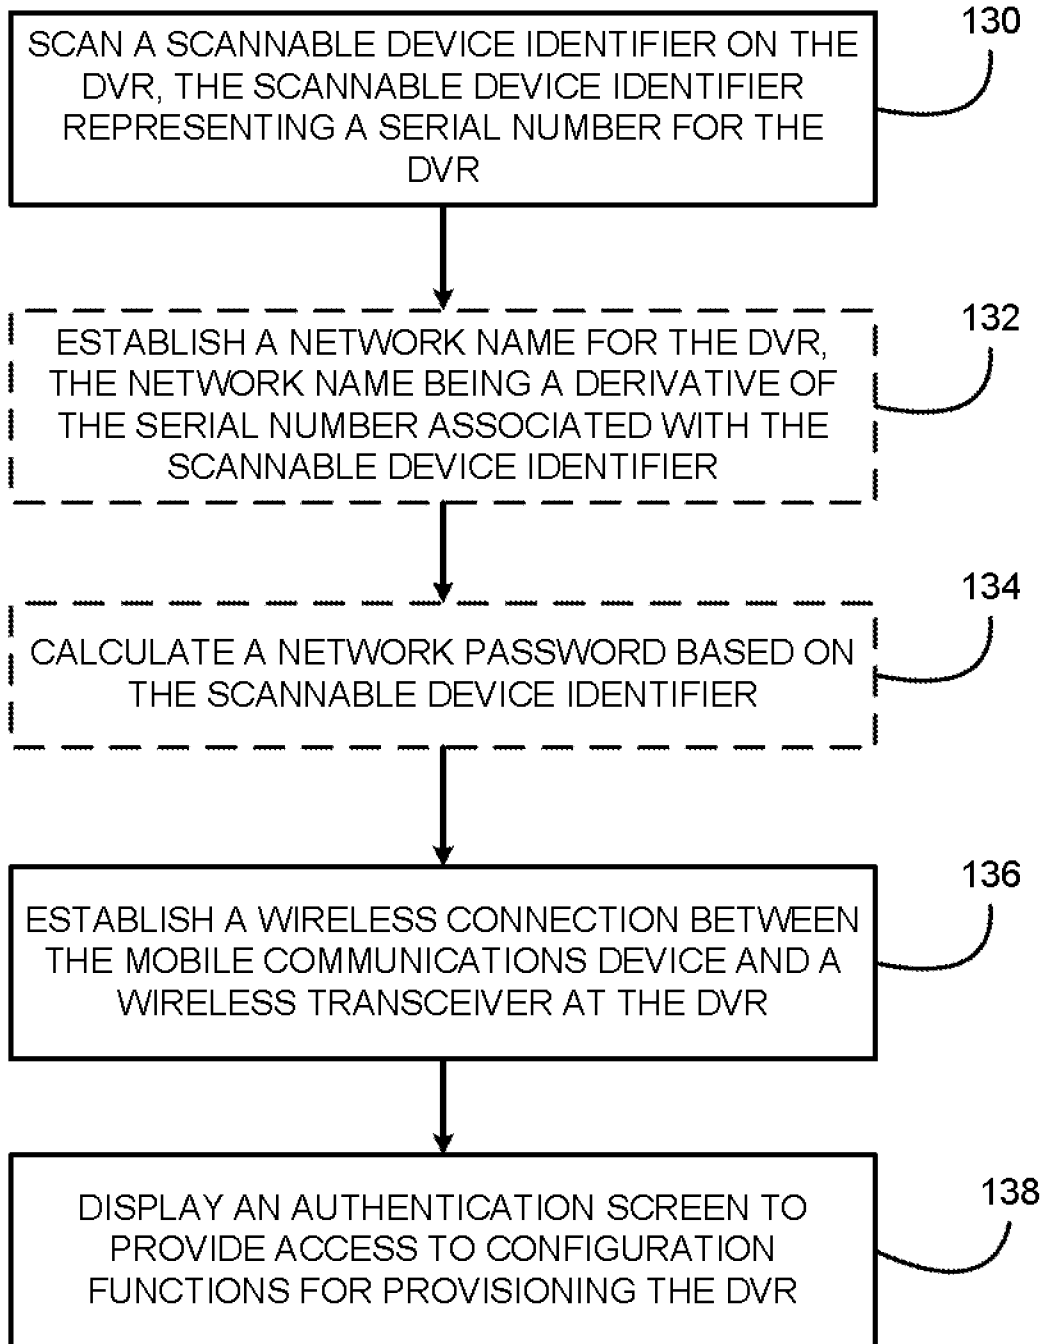 130
SCAN A SCANNABLE DEVICE IDENTIFIER ON THE
DVR, THE SCANNABLE DEVICE IDENTIFIER
REPRESENTING A SERIAL NUMBER FOR THE
DVR
132
ESTABLISH A NETWORK NAME FOR THE DVR,
THE NETWORK NAME BEING A DERIVATIVE OF
THE SERIAL NUMBER ASSOCIATED WITH THE
SCANNABLE DEVICE IDENTIFIER
134
CALCULATE A NETWORK PASSWORD BASED ON
THE SCANNABLE DEVICE IDENTIFIER
136
ESTABLISH A WIRELESS CONNECTION BETWEEN
THE MOBILE COMMUNICATIONS DEVICE AND A
WIRELESS TRANSCEIVER AT THE DVR
138
DISPLAY AN AUTHENTICATION SCREEN TO
PROVIDE ACCESS TO CONFIGURATION
FUNCTIONS FOR PROVISIONING THE DVR